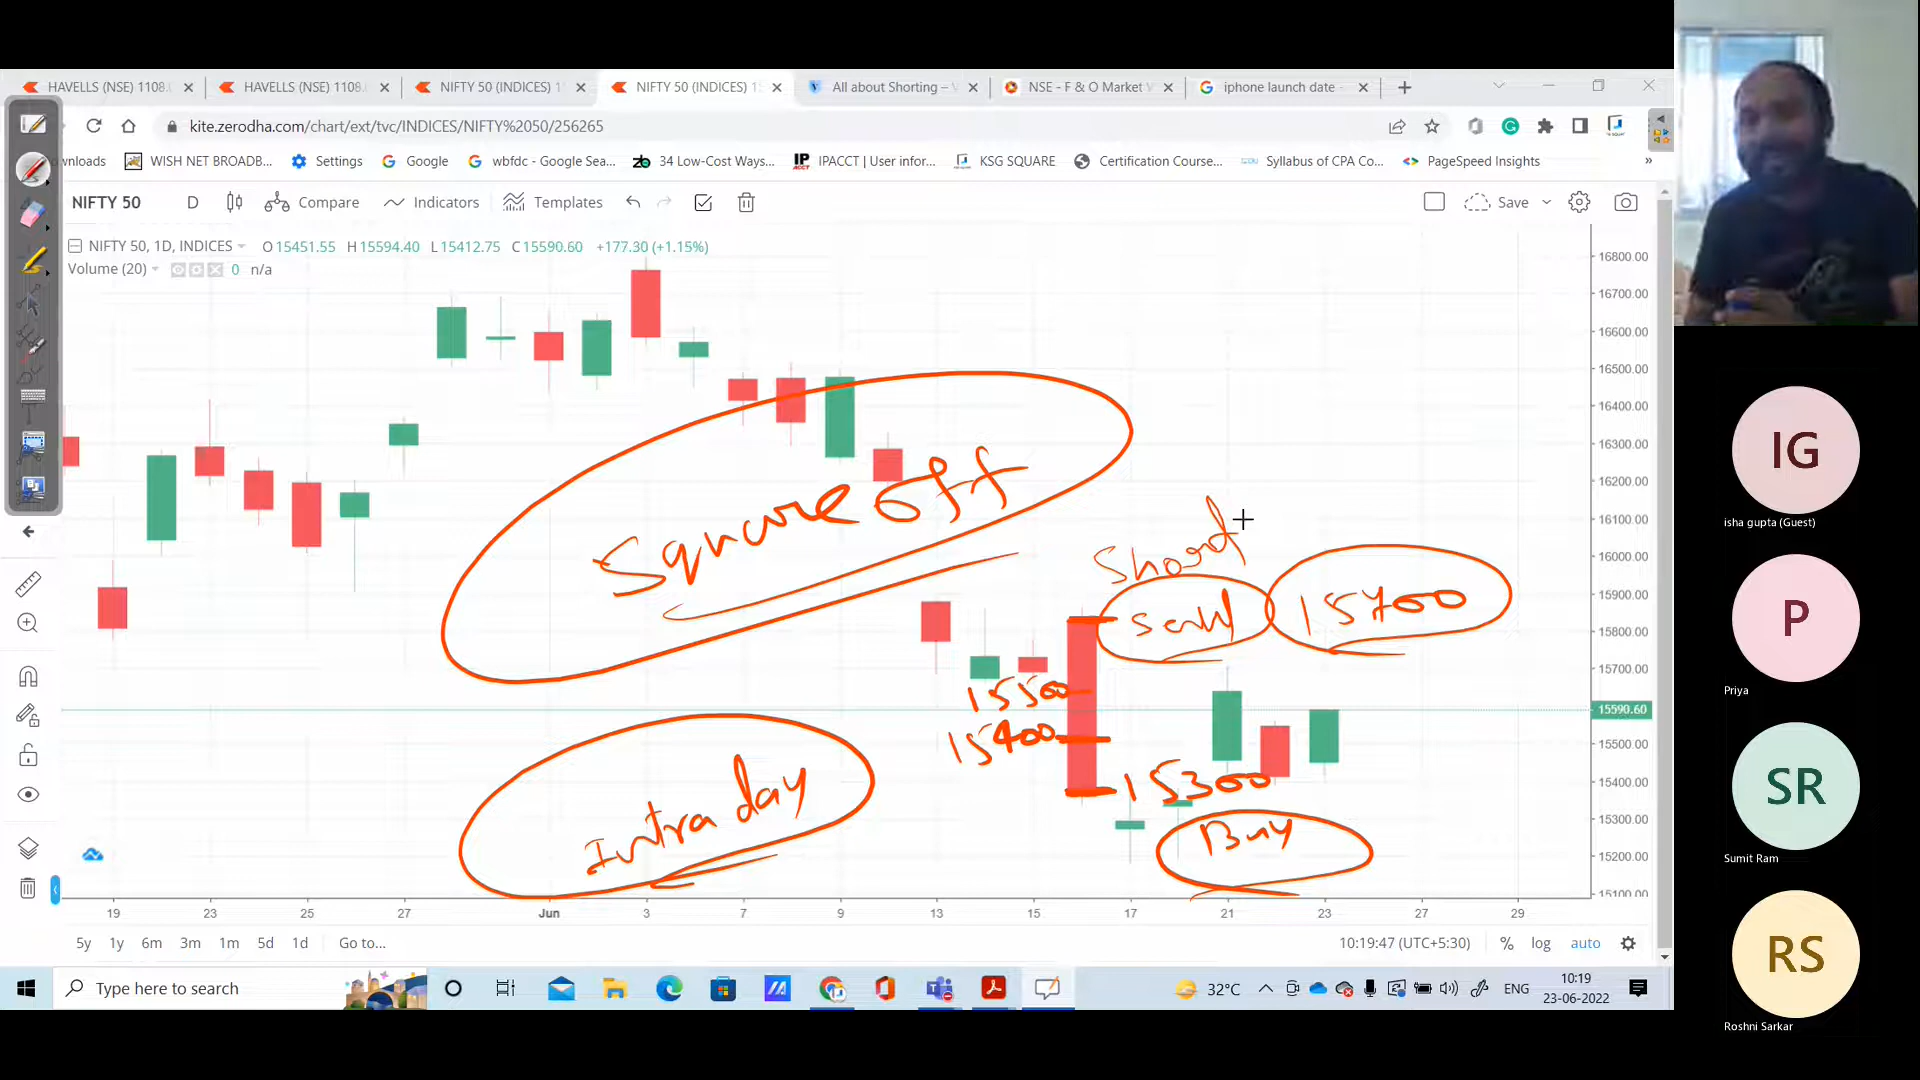 HAVELLS (NSE) 1108.
HAVELLS (NSE) 1108.
NIFTY 50 (INDICES) 1
NIFTY 50 (INDICES) 1
All about Shorting –
NSE - F & O Market
iphone launch date -
kite.zerodha.com/chart/ext/tvc/INDICES/NIFTY%2050/256265
wnloads
WISH NET BROADB...
Settings
Google
wbfdc - Google Sea...
34 Low-Cost Ways...
IPACCT | User infor...
KSG SQUARE
Certification Course...
Syllabus of CPA Co...
PageSpeed Insights
»
NIFTY 50
D
Compare
Indicators
Templates
Save
NIFTY 50, 1D, INDICES
O15451.55 H15594.40 L15412.75 C15590.60 +177.30 (+1.15%)
Volume (20)
0 n/a
16800.00
16700.00
16600.00
16500.00
16400.00
16300.00
16200.00
16100.00
16000.00
15900.00
15800.00
15700.00
15590.60
15500.00
15400.00
15300.00
15200.00
15100.00
Square off
Short
15700
15500
15400
15300
Buy
Intraday
19 23 25 27 Jun 3 7 9 13 15 17 21 23 27 29
5y 1y 6m 3m 1m 5d 1d Go to...
10:19:47 (UTC+5:30) % log auto
Type here to search
32°C
ENG
10:19
23-06-2022
IG
isha gupta (Guest)
P
Priya
SR
Sumit Ram
RS
Roshni Sarkar